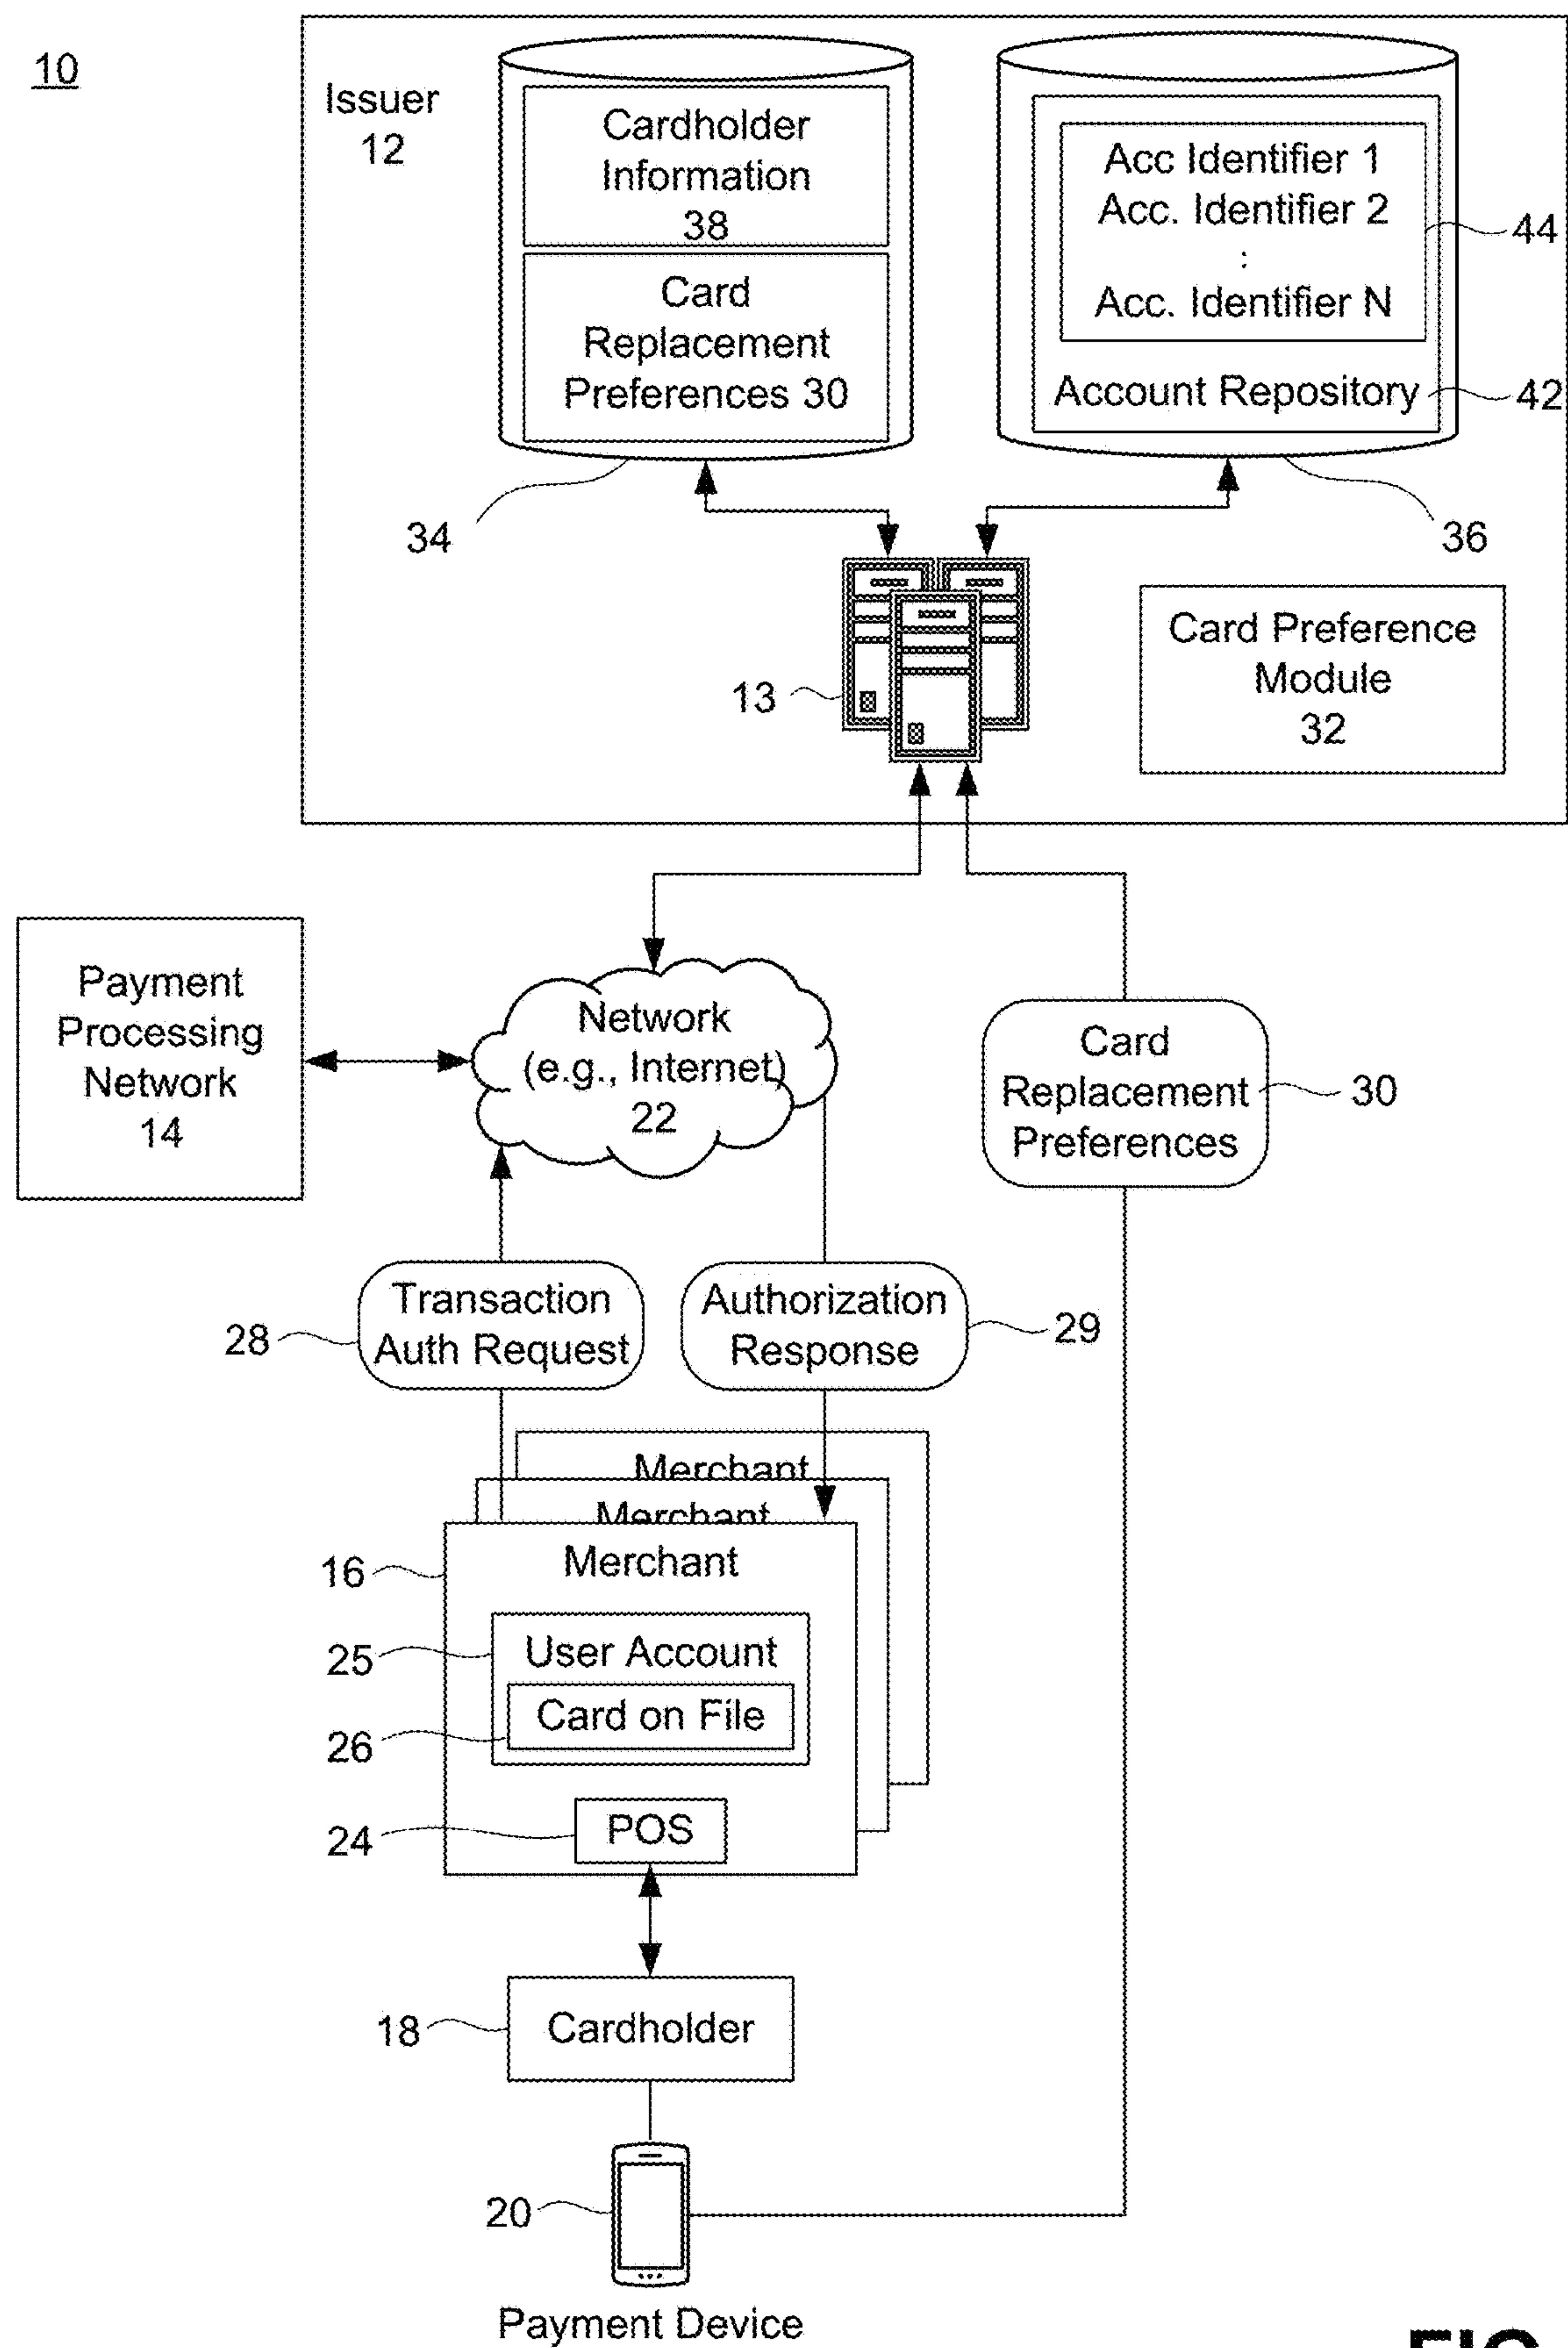 10
Issuer
12
Cardholder
Information
38
Card
Replacement
Preferences 30
Acc Identifier 1
Acc. Identifier 2
:
Acc. Identifier N
44
Account Repository
42
34
36
13
Card Preference
Module
32
Payment
Processing
Network
14
Network
(e.g., Internet)
22
Card
Replacement
Preferences
30
Transaction
Auth Request
28
Authorization
Response
29
Merchant
Merchant
Merchant
16
User Account
25
Card on File
26
POS
24
Cardholder
18
20
Payment Device